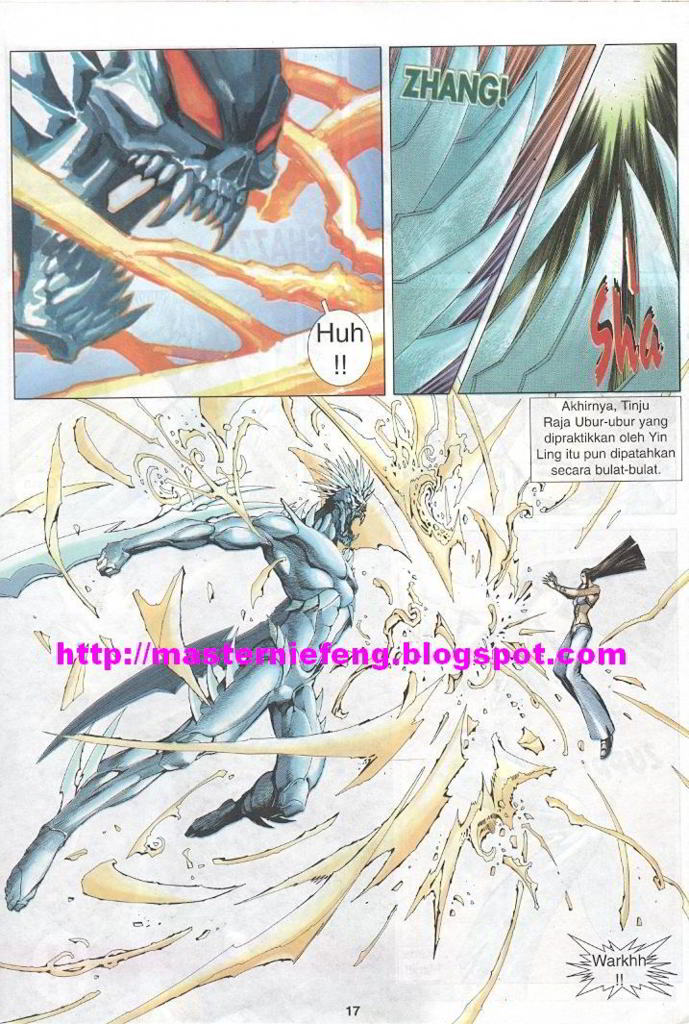 Huh
!!
ZHANG!
Sha
Akhirnya, Tinju
Raja Ubur-ubur yang
dipraktikkan oleh Yin
Ling itu pun dipatahkan
secara bulat-bulat.
http://masterniefeng.blogspot.com
Warkhh
!!
17